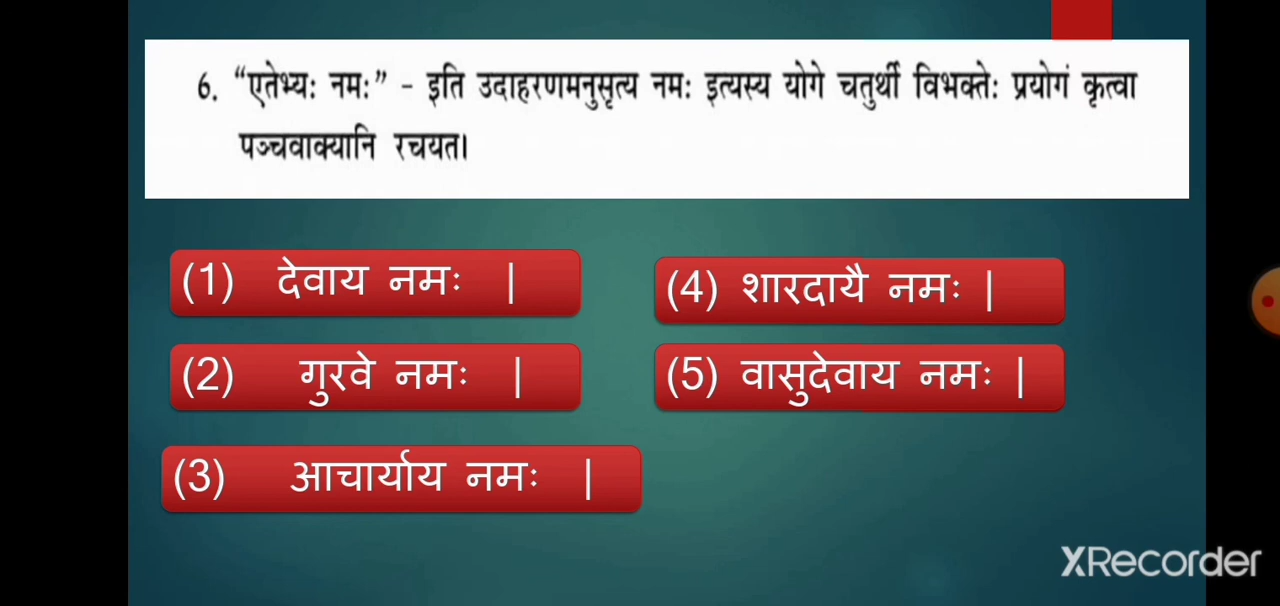 6. “एतेभ्यः नमः” - इति उदाहरणमनुसृत्य नमः इत्यस्य योगे चतुर्थी विभक्तेः प्रयोगं कृत्वा
पञ्चवाक्यानि रचयत।
(1) देवाय नमः |
(2) गुरवे नमः |
(3) आचार्याय नमः |
(4) शारदायै नमः |
(5) वासुदेवाय नमः |
XRecorder